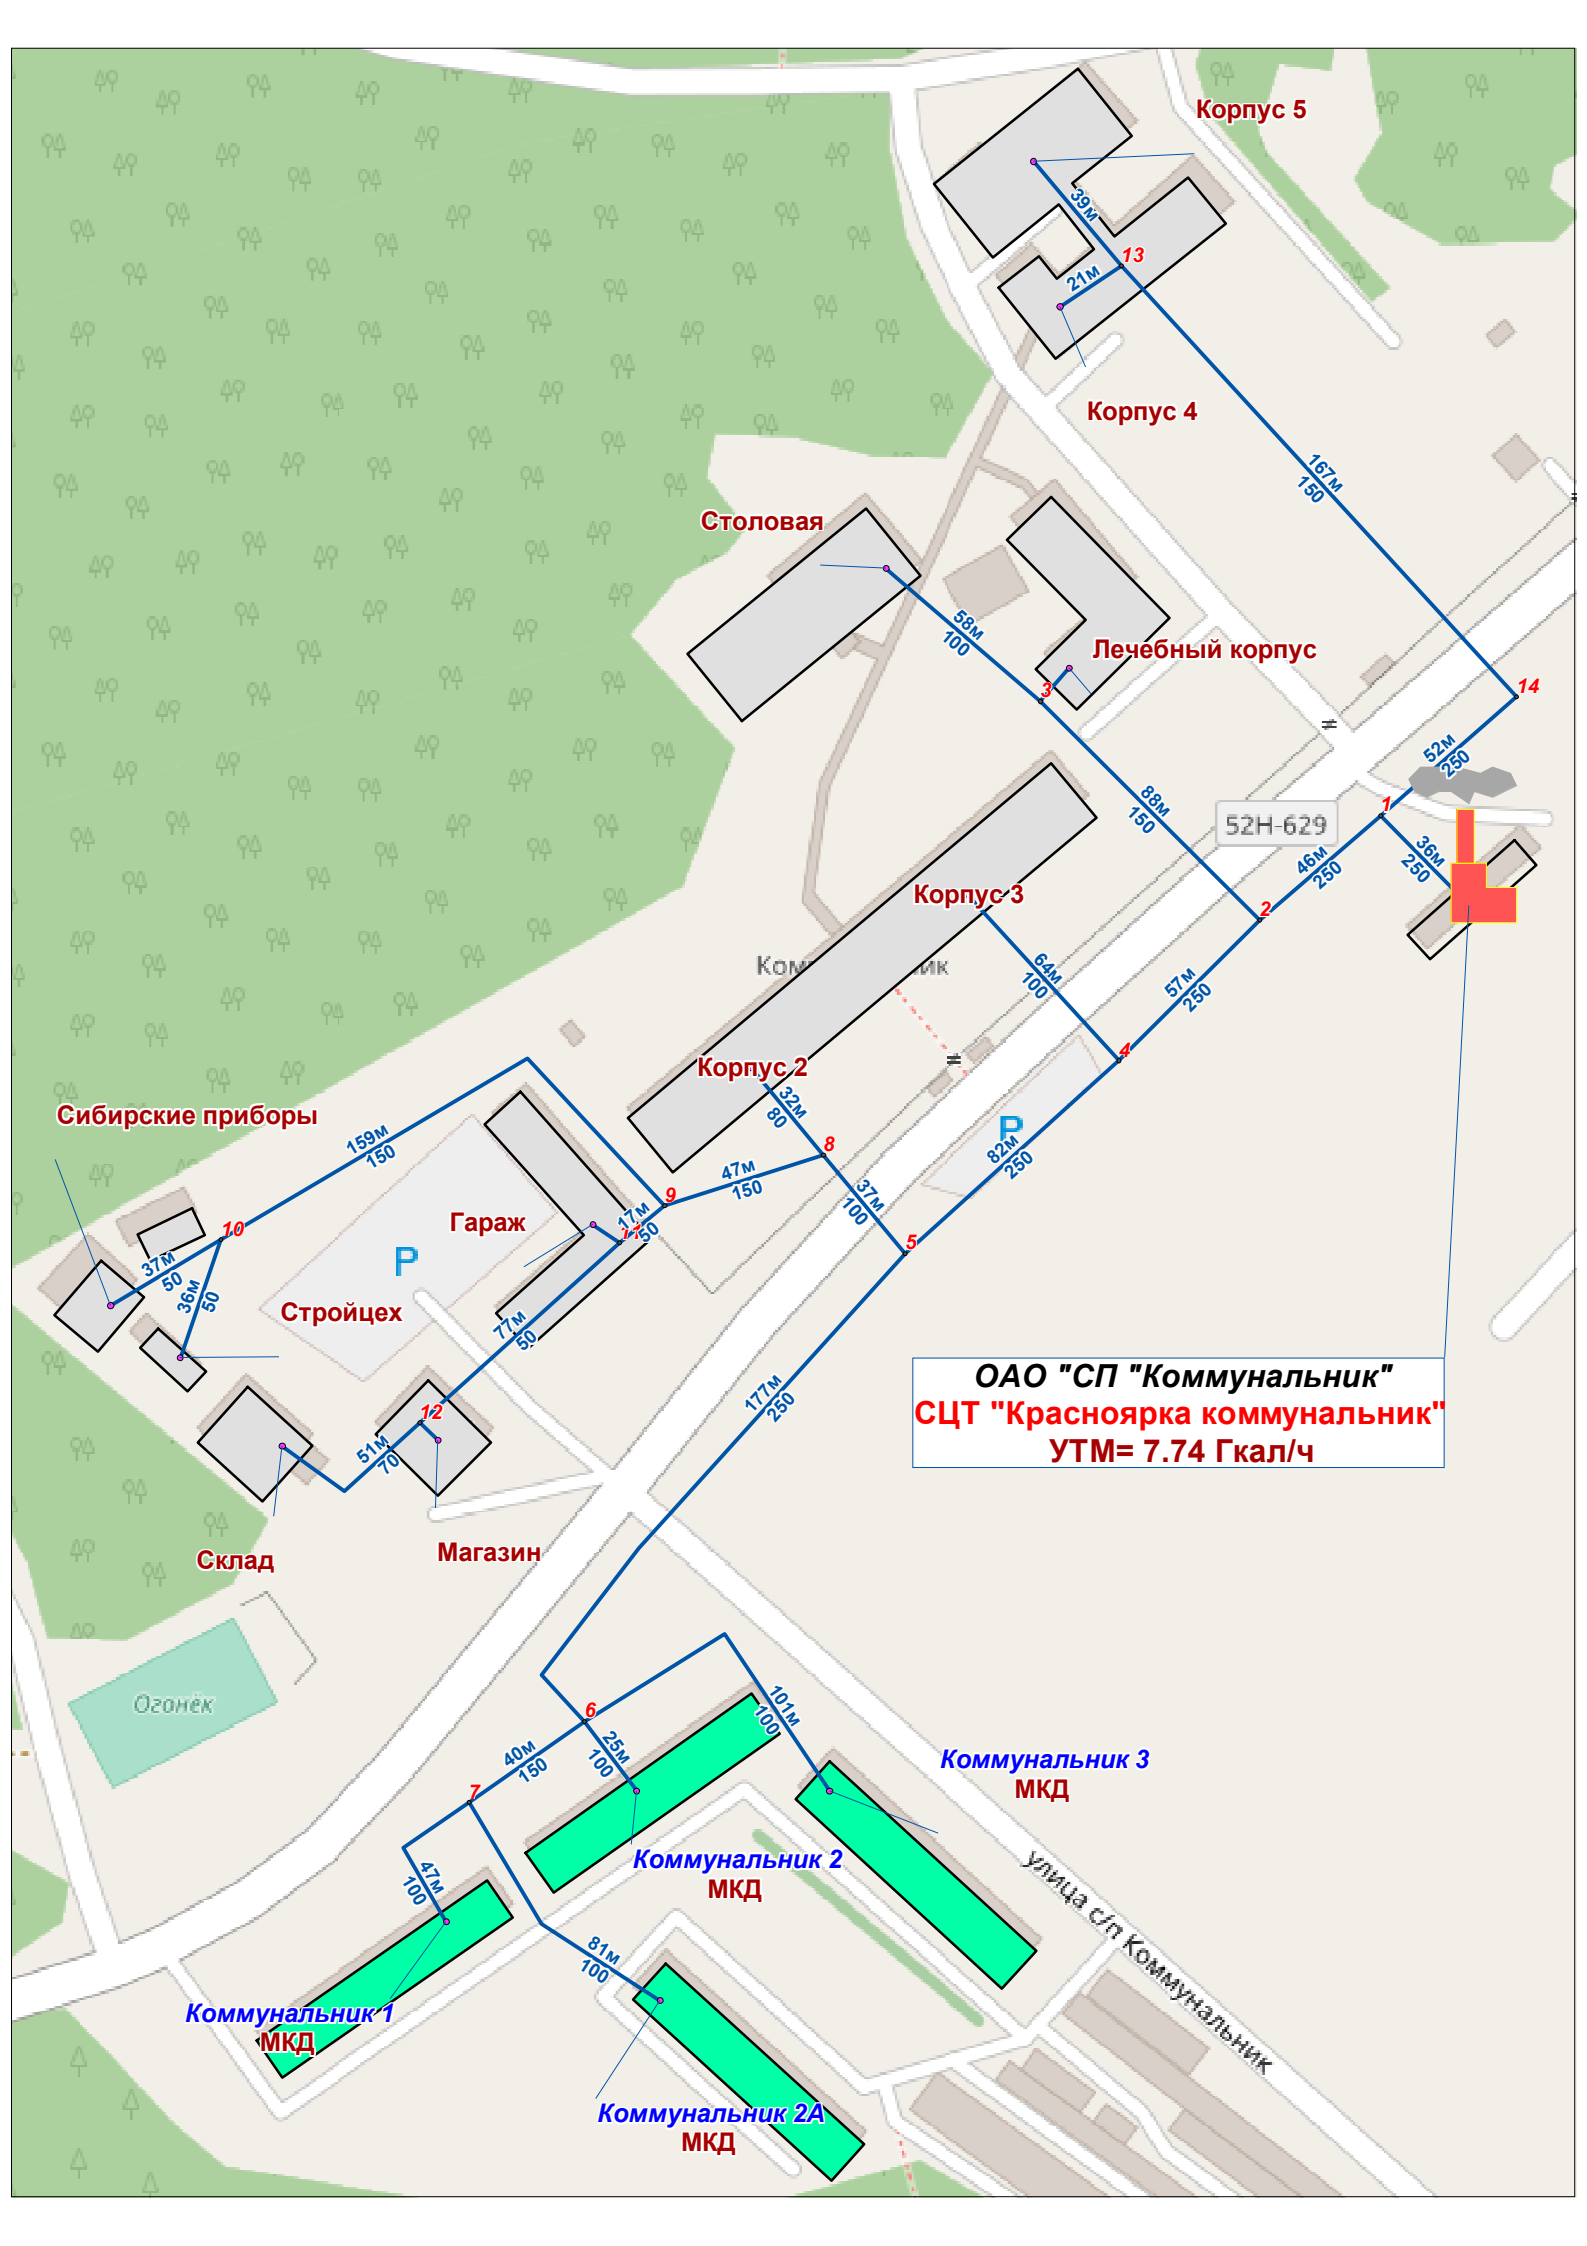 Корпус 5
39м
13
21м
Корпус 4
167м
150
Столовая
58м
100
Лечебный корпус
3
14
52м
250
88м
150
1
52Н-629
46м
250
36м
250
2
Корпус 3
64м
100
57м
250
4
Корпус 2
32м
80
Сибирские приборы
159м
150
P
82м
250
8
47м
150
37м
100
9
17м
50
11
10
Гараж
5
P
37м
50
36м
50
Стройцех
77м
50
ОАО "СП "Коммунальник"
СЦТ "Красноярка коммунальник"
УТМ= 7.74 Гкал/ч
177м
250
12
51м
70
Склад
Магазин
Огонёк
6
101м
100
25м
100
40м
150
7
Коммунальник 3
МКД
Коммунальник 2
МКД
47м
100
улица с/п Коммунальник
81м
100
Коммунальник 1
МКД
Коммунальник 2А
МКД